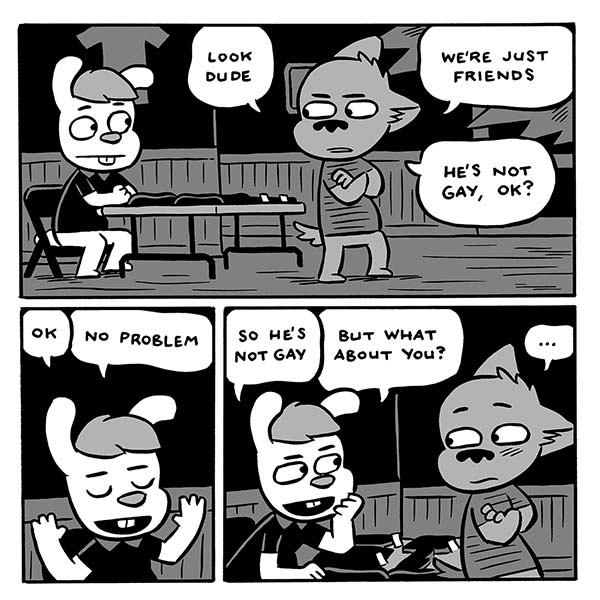 LOOK
DUDE
WE'RE JUST
FRIENDS
HE'S NOT
GAY, OK?
OK
NO PROBLEM
SO HE'S
NOT GAY
BUT WHAT
ABOUT YOU?
...